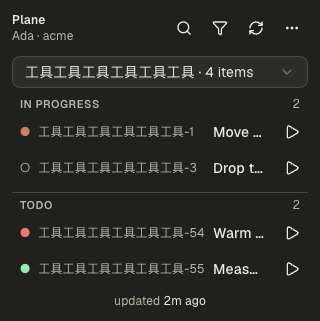 Plane
Ada · acme
工具工具工具工具工具工具 · 4 items
IN PROGRESS 2
工具工具工具工具工具工具-1 Move ...
工具工具工具工具工具工具-3 Drop t...
TODO 2
工具工具工具工具工具工具-54 Warm ...
工具工具工具工具工具工具-55 Meas...
updated 2m ago